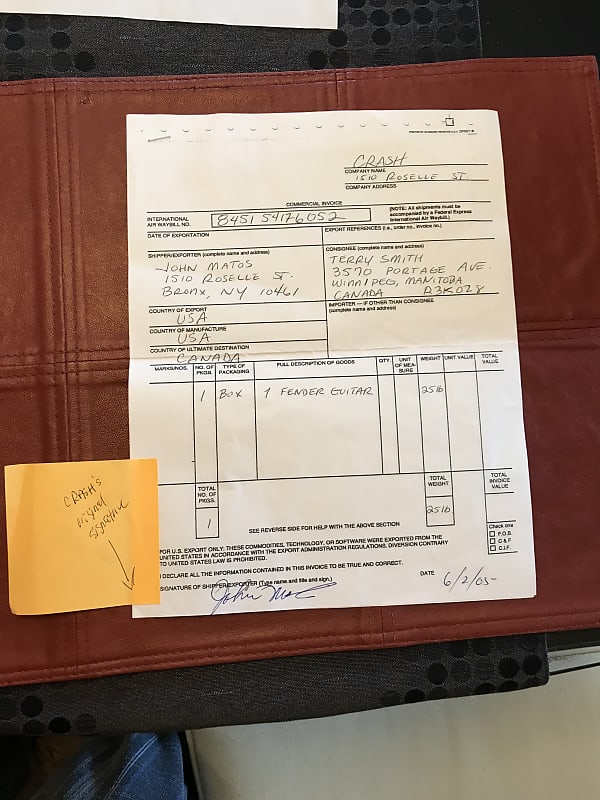 CRASH
COMPANY NAME
1510 ROSELLE ST.
COMPANY ADDRESS
COMMERCIAL INVOICE
INTERNATIONAL
AIR WAYBILL NO.
845154176052
(NOTE: All shipments must be
accompanied by a Federal Express
International Air Waybill.)
DATE OF EXPORTATION
EXPORT REFERENCES (i.e., order no., invoice no.)
SHIPPER/EXPORTER (complete name and address)
JOHN MATOS
1510 ROSELLE ST.
BRONX, NY 10461
CONSIGNEE (complete name and address)
TERRY SMITH
3570 PORTAGE AVE.
WINNIPEG, MANITOBA
CANADA R3K0Z8
COUNTRY OF EXPORT
USA
IMPORTER — IF OTHER THAN CONSIGNEE
(complete name and address)
COUNTRY OF MANUFACTURE
USA
COUNTRY OF ULTIMATE DESTINATION
CANADA
MARKS/NOS. NO. OF PKGS. TYPE OF PACKAGING FULL DESCRIPTION OF GOODS QTY. UNIT OF MEASURE WEIGHT UNIT VALUE TOTAL VALUE
1 BOX 1 FENDER GUITAR 25lb
TOTAL NO. OF PKGS. TOTAL WEIGHT TOTAL INVOICE VALUE
1 25lb
SEE REVERSE SIDE FOR HELP WITH THE ABOVE SECTION
Check one
F.O.B.
C & F
C.I.F.
FOR U.S. EXPORT ONLY: THESE COMMODITIES, TECHNOLOGY, OR SOFTWARE WERE EXPORTED FROM THE
UNITED STATES IN ACCORDANCE WITH THE EXPORT ADMINISTRATION REGULATIONS. DIVERSION CONTRARY
TO UNITED STATES LAW IS PROHIBITED.
I DECLARE ALL THE INFORMATION CONTAINED IN THIS INVOICE TO BE TRUE AND CORRECT.
SIGNATURE OF SHIPPER/EXPORTER (Type name and title and sign.)
John
DATE 6/2/05
CRASH'S
original
signature